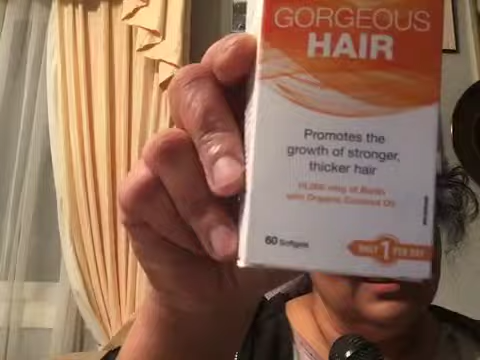 GORGEOUS
HAIR
Promotes the
growth of stronger,
thicker hair
10,000 mcg of Biotin
with Organic Coconut Oil
60 Softgels
ONLY 1 PER DAY